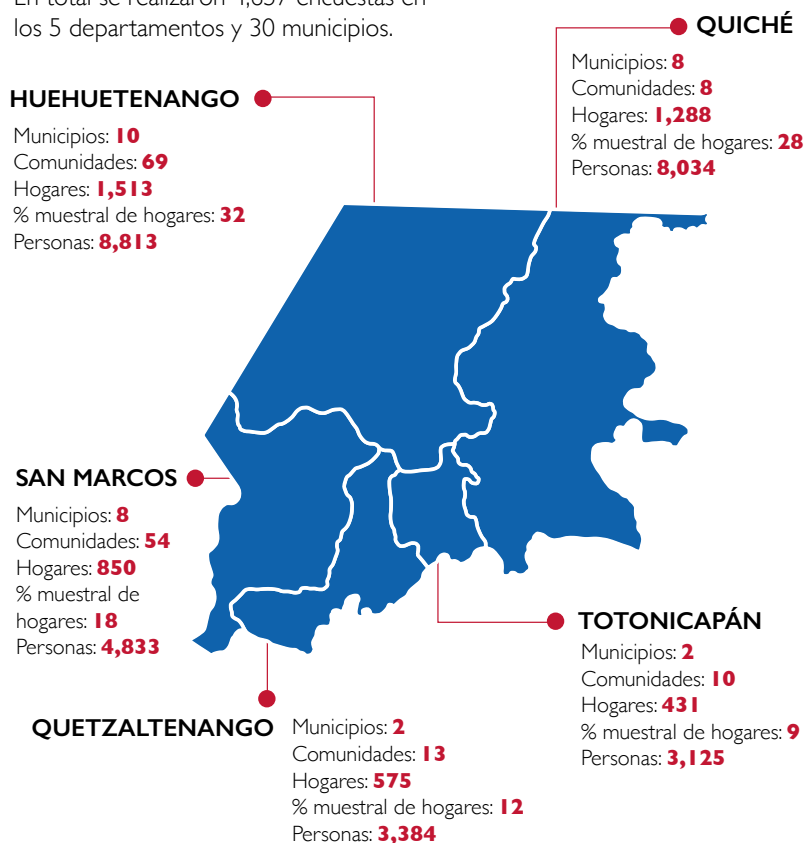 los 5 departamentos y 30 municipios.
QUICHÉ
Municipios: 8
Comunidades: 8
Hogares: 1,288
% muestral de hogares: 28
Personas: 8,034
HUEHUETENANGO
Municipios: 10
Comunidades: 69
Hogares: 1,513
% muestral de hogares: 32
Personas: 8,813
SAN MARCOS
Municipios: 8
Comunidades: 54
Hogares: 850
% muestral de
hogares: 18
Personas: 4,833
TOTONICAPÁN
Municipios: 2
Comunidades: 10
Hogares: 431
% muestral de hogares: 9
Personas: 3,125
QUETZALTENANGO
Municipios: 2
Comunidades: 13
Hogares: 575
% muestral de hogares: 12
Personas: 3,384